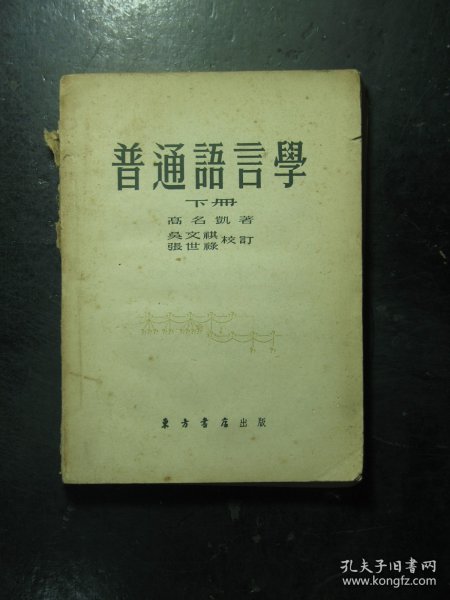 普通語言學
下冊
高名凱著
吳文祺
張世祿
校訂
東方書店出版
孔夫子旧书网
www.kongfz.com